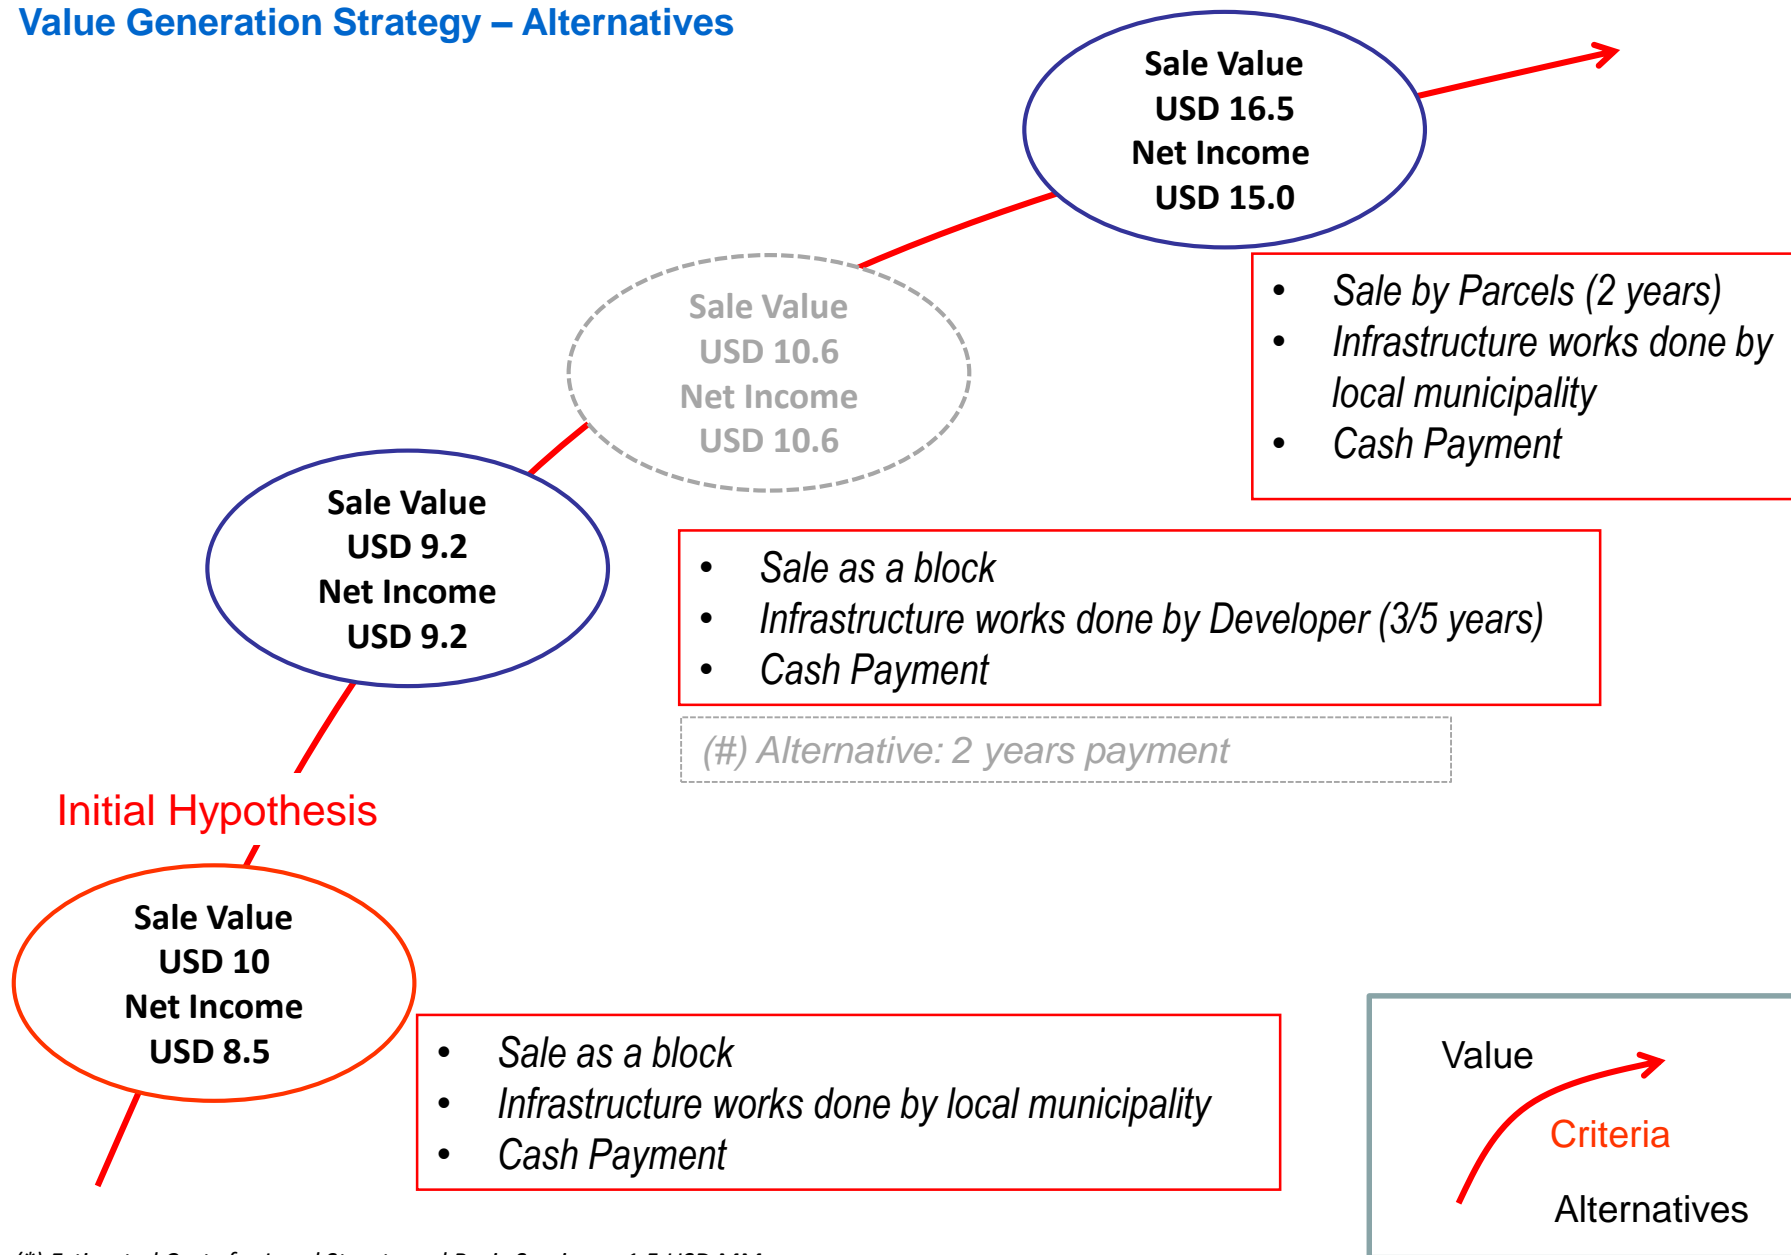 Value Generation Strategy – Alternatives
Sale Value
USD 16.5
Net Income
USD 15.0
• Sale by Parcels (2 years)
• Infrastructure works done by
local municipality
• Cash Payment
Sale Value
USD 10.6
Net Income
USD 10.6
Sale Value
USD 9.2
Net Income
USD 9.2
• Sale as a block
• Infrastructure works done by Developer (3/5 years)
• Cash Payment
(#) Alternative: 2 years payment
Initial Hypothesis
Sale Value
USD 10
Net Income
USD 8.5
• Sale as a block
• Infrastructure works done by local municipality
• Cash Payment
Value
Criteria
Alternatives